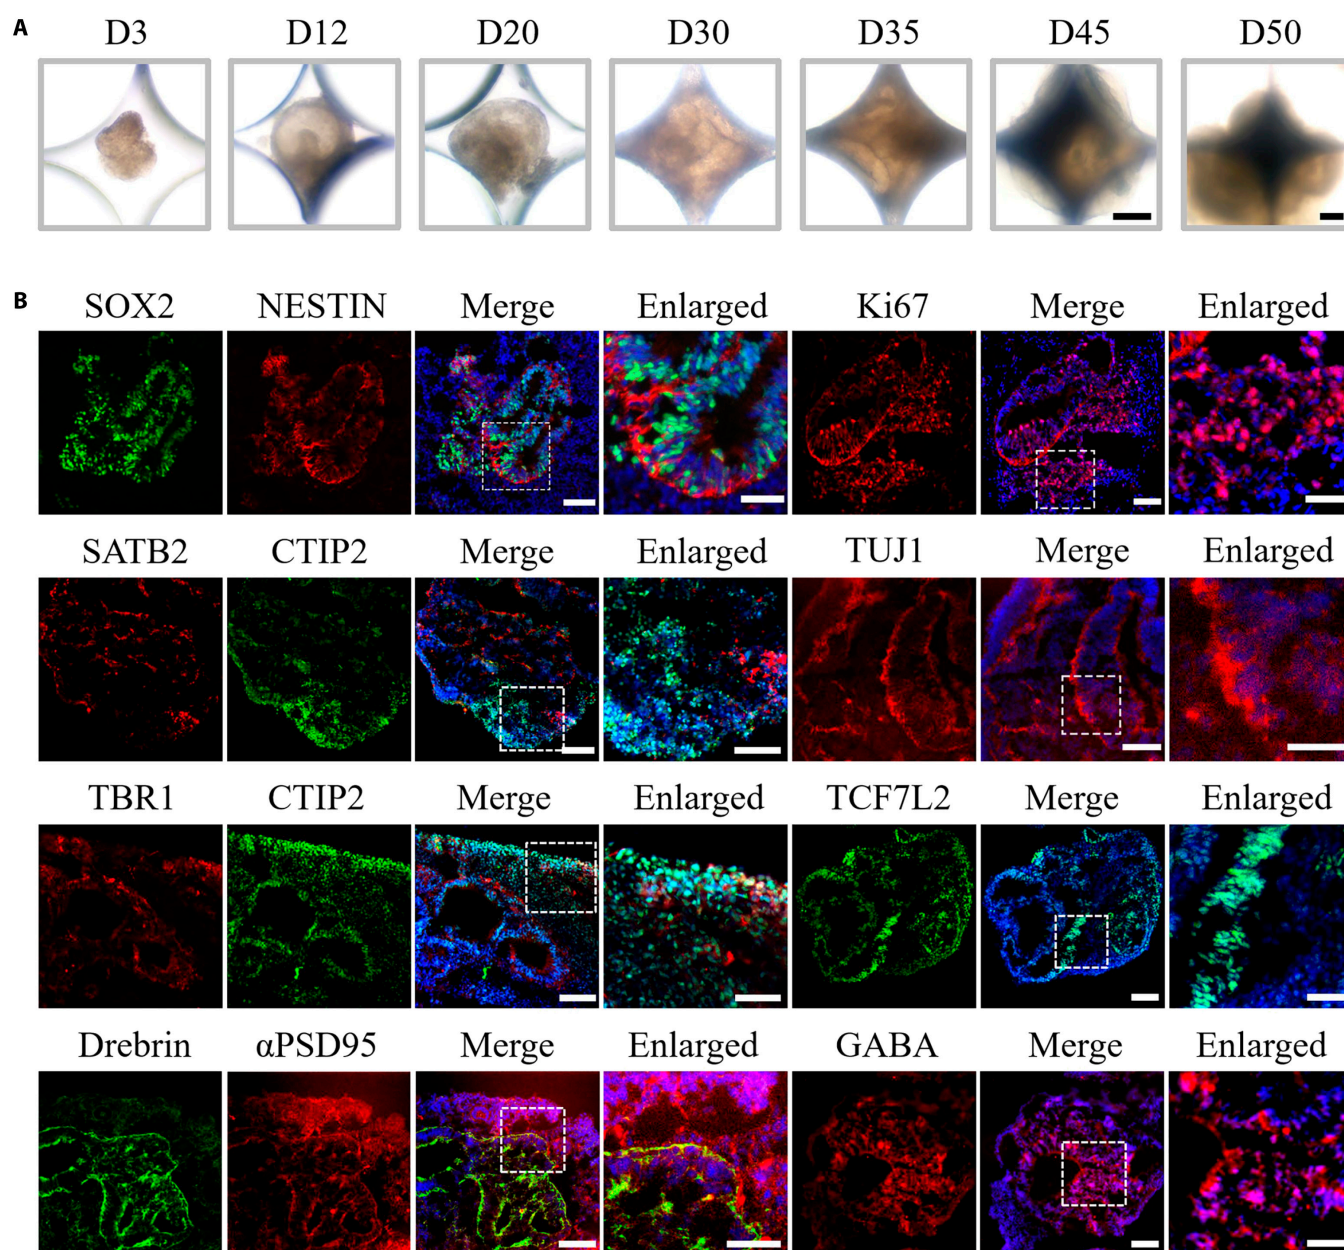 A
D3 D12 D20 D30 D35 D45 D50
B
SOX2 NESTIN Merge Enlarged Ki67 Merge Enlarged
SATB2 CTIP2 Merge Enlarged TUJ1 Merge Enlarged
TBR1 CTIP2 Merge Enlarged TCF7L2 Merge Enlarged
Drebrin αPSD95 Merge Enlarged GABA Merge Enlarged